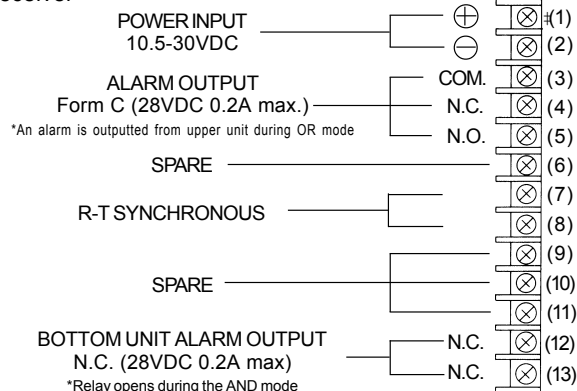 POWER INPUT
10.5-30VDC
⊕ (1)
⊖ (2)
ALARM OUTPUT
Form C (28VDC 0.2A max.)
*An alarm is outputted from upper unit during OR mode
COM. (3)
N.C. (4)
N.O. (5)
SPARE (6)
R-T SYNCHRONOUS
(7)
(8)
SPARE
(9)
(10)
(11)
BOTTOM UNIT ALARM OUTPUT
N.C. (28VDC 0.2A max)
*Relay opens during the AND mode
N.C. (12)
N.C. (13)